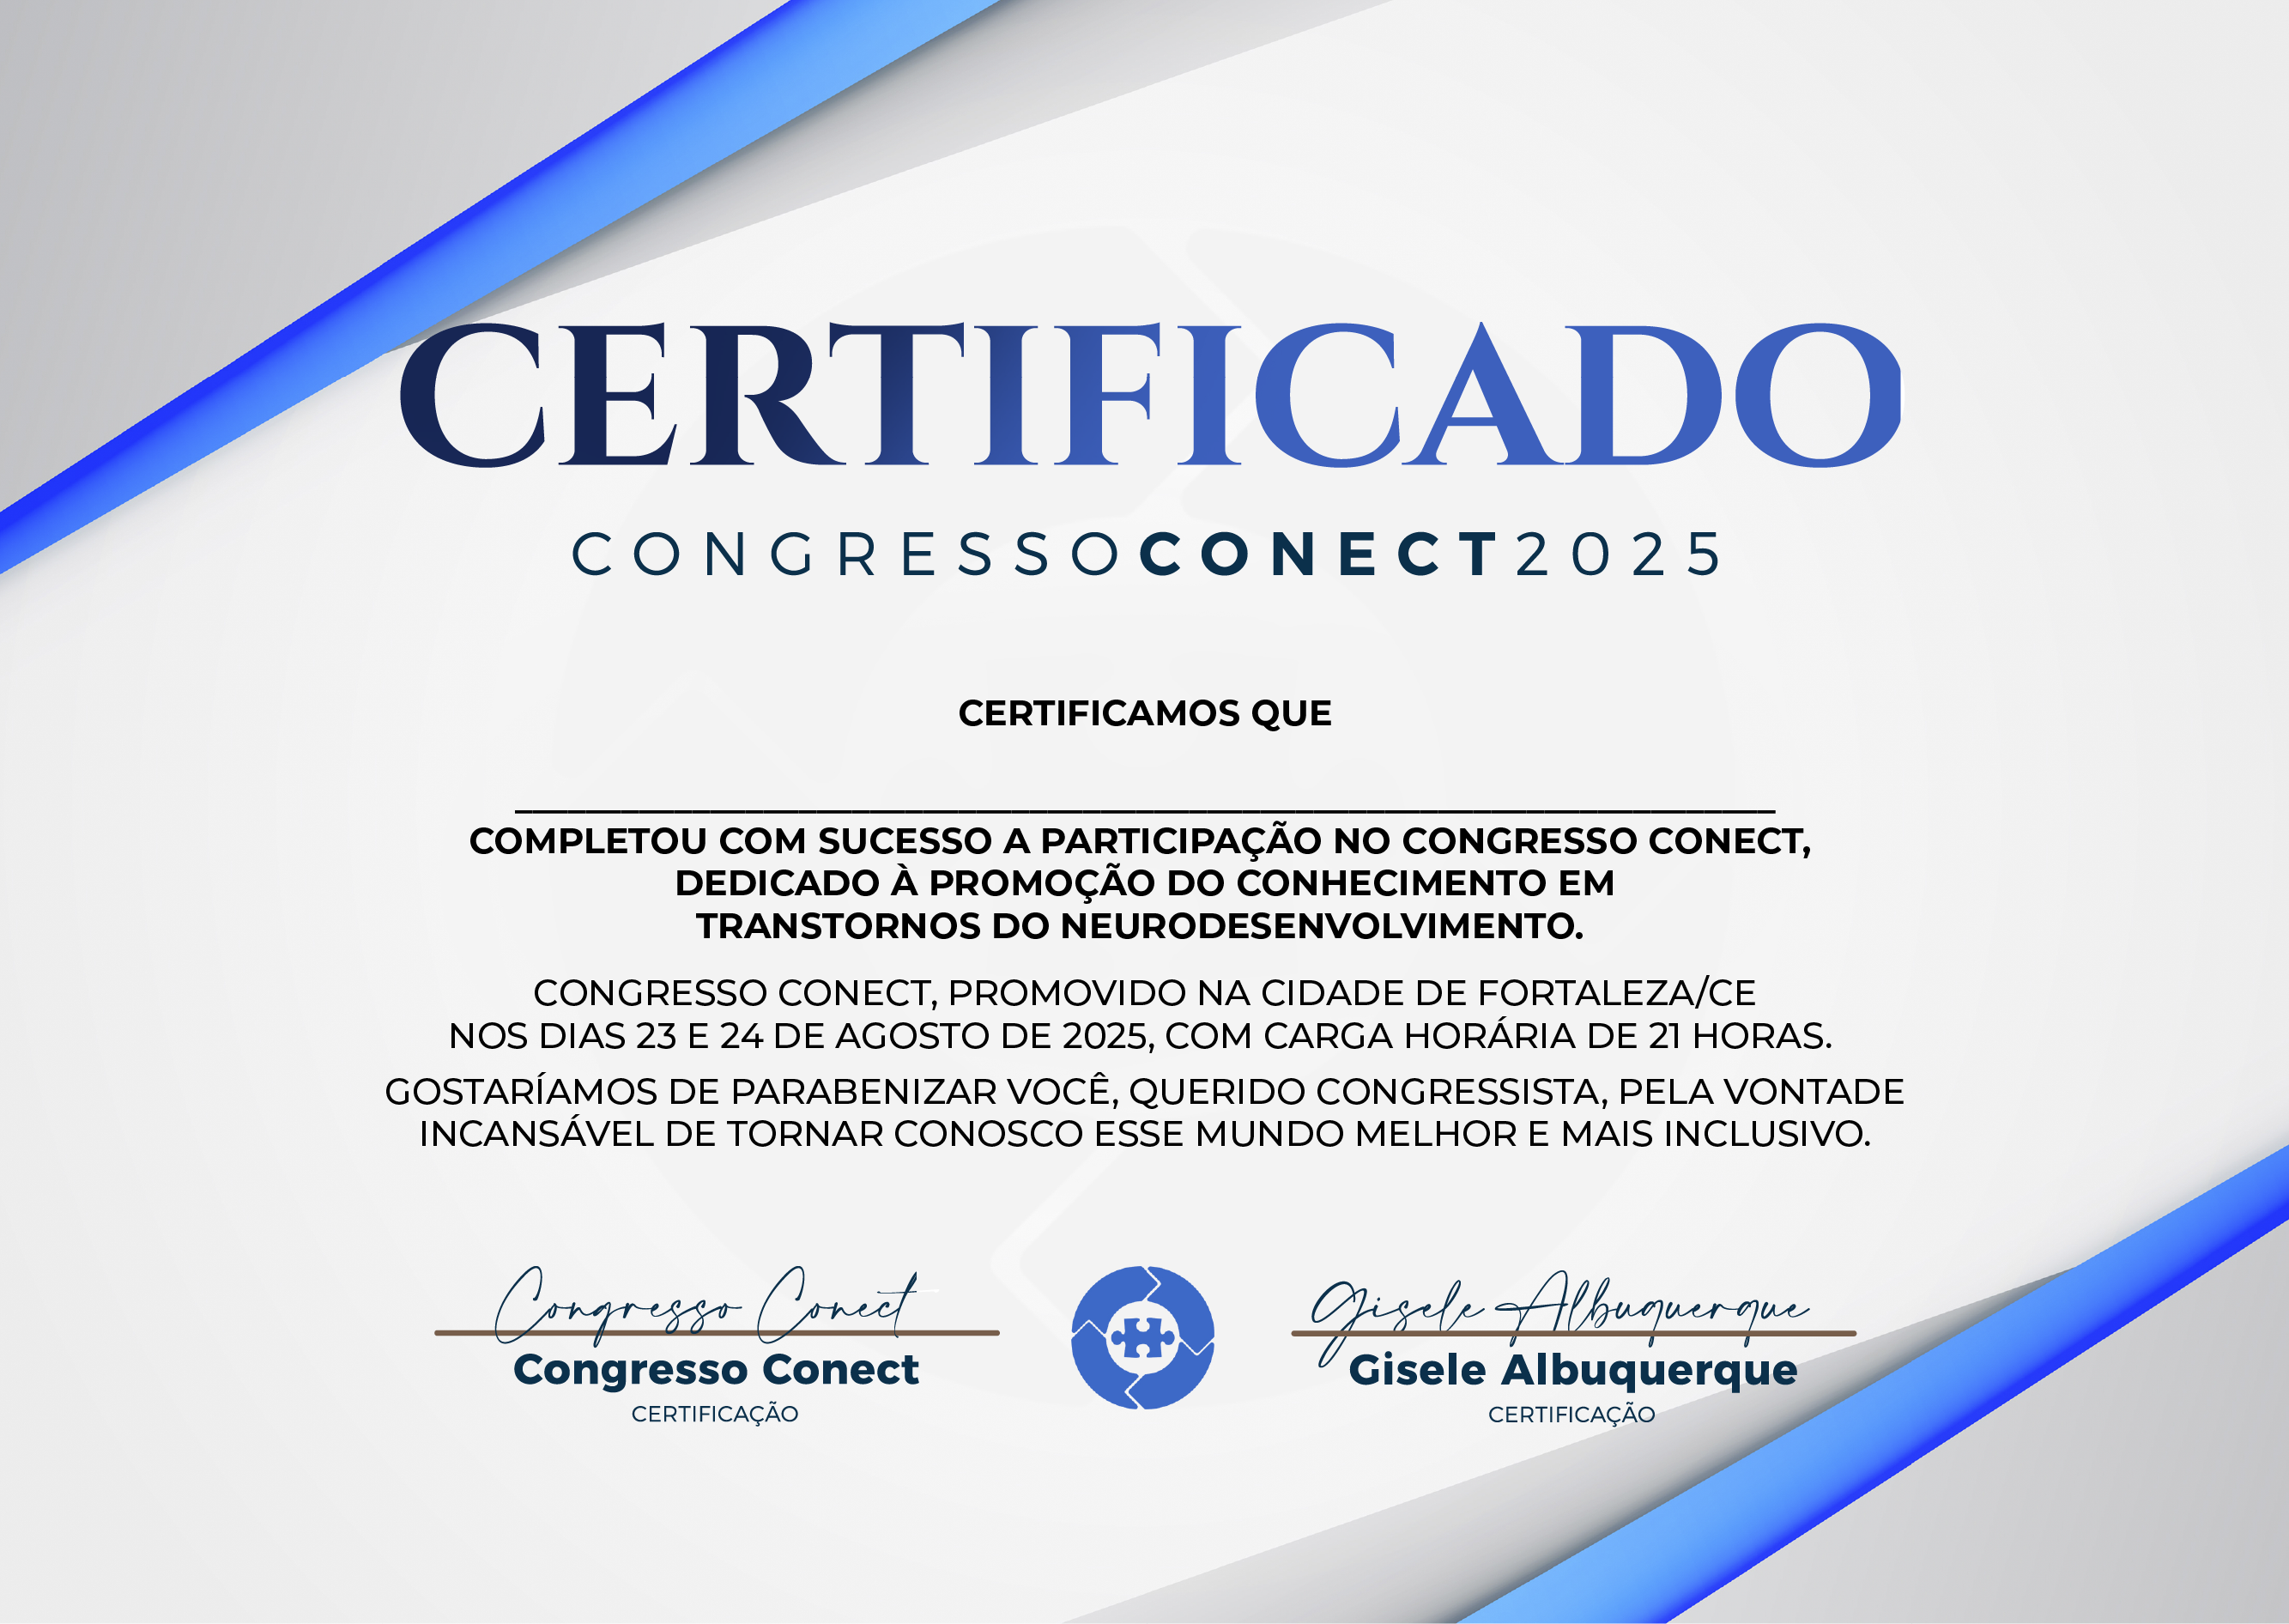 CERTIFICADO
CONGRESSOCONECT2025
CERTIFICAMOS QUE
COMPLETOU COM SUCESSO A PARTICIPAÇÃO NO CONGRESSO CONECT,
DEDICADO À PROMOÇÃO DO CONHECIMENTO EM
TRANSTORNOS DO NEURODESENVOLVIMENTO.
CONGRESSO CONECT, PROMOVIDO NA CIDADE DE FORTALEZA/CE
NOS DIAS 23 E 24 DE AGOSTO DE 2025, COM CARGA HORÁRIA DE 21 HORAS.
GOSTARÍAMOS DE PARABENIZAR VOCÊ, QUERIDO CONGRESSISTA, PELA VONTADE
INCANSÁVEL DE TORNAR CONOSCO ESSE MUNDO MELHOR E MAIS INCLUSIVO.
Congresso Conect
Congresso Conect
CERTIFICAÇÃO
Gisele Albuquerque
Gisele Albuquerque
CERTIFICAÇÃO